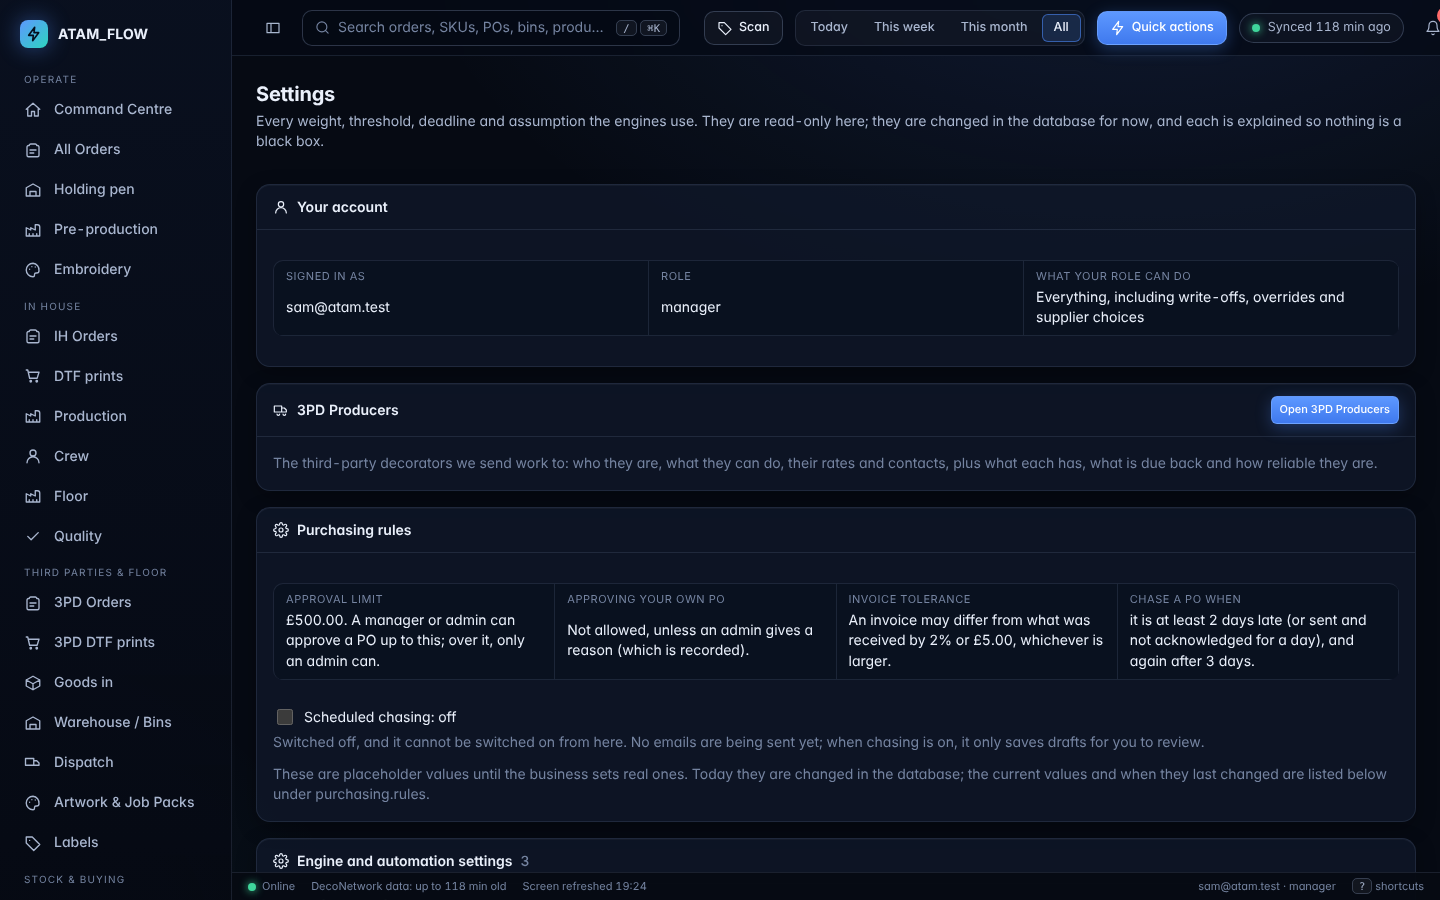 ATAM_FLOW
Search orders, SKUs, POs, bins, produ...
/
⌘K
Scan
Today
This week
This month
All
Quick actions
Synced 118 min ago
OPERATE
Command Centre
All Orders
Holding pen
Pre-production
Embroidery
IN HOUSE
IH Orders
DTF prints
Production
Crew
Floor
Quality
THIRD PARTIES & FLOOR
3PD Orders
3PD DTF prints
Goods in
Warehouse / Bins
Dispatch
Artwork & Job Packs
Labels
STOCK & BUYING
Settings
Every weight, threshold, deadline and assumption the engines use. They are read-only here; they are changed in the database for now, and each is explained so nothing is a
black box.
Your account
SIGNED IN AS
sam@atam.test
ROLE
manager
WHAT YOUR ROLE CAN DO
Everything, including write-offs, overrides and
supplier choices
3PD Producers
Open 3PD Producers
The third-party decorators we send work to: who they are, what they can do, their rates and contacts, plus what each has, what is due back and how reliable they are.
Purchasing rules
APPROVAL LIMIT
£500.00. A manager or admin can
approve a PO up to this; over it, only
an admin can.
APPROVING YOUR OWN PO
Not allowed, unless an admin gives a
reason (which is recorded).
INVOICE TOLERANCE
An invoice may differ from what was
received by 2% or £5.00, whichever is
larger.
CHASE A PO WHEN
it is at least 2 days late (or sent and
not acknowledged for a day), and
again after 3 days.
Scheduled chasing: off
Switched off, and it cannot be switched on from here. No emails are being sent yet; when chasing is on, it only saves drafts for you to review.
These are placeholder values until the business sets real ones. Today they are changed in the database; the current values and when they last changed are listed below
under purchasing.rules.
Engine and automation settings 3
Online
DecoNetwork data: up to 118 min old
Screen refreshed 19:24
sam@atam.test · manager
? shortcuts